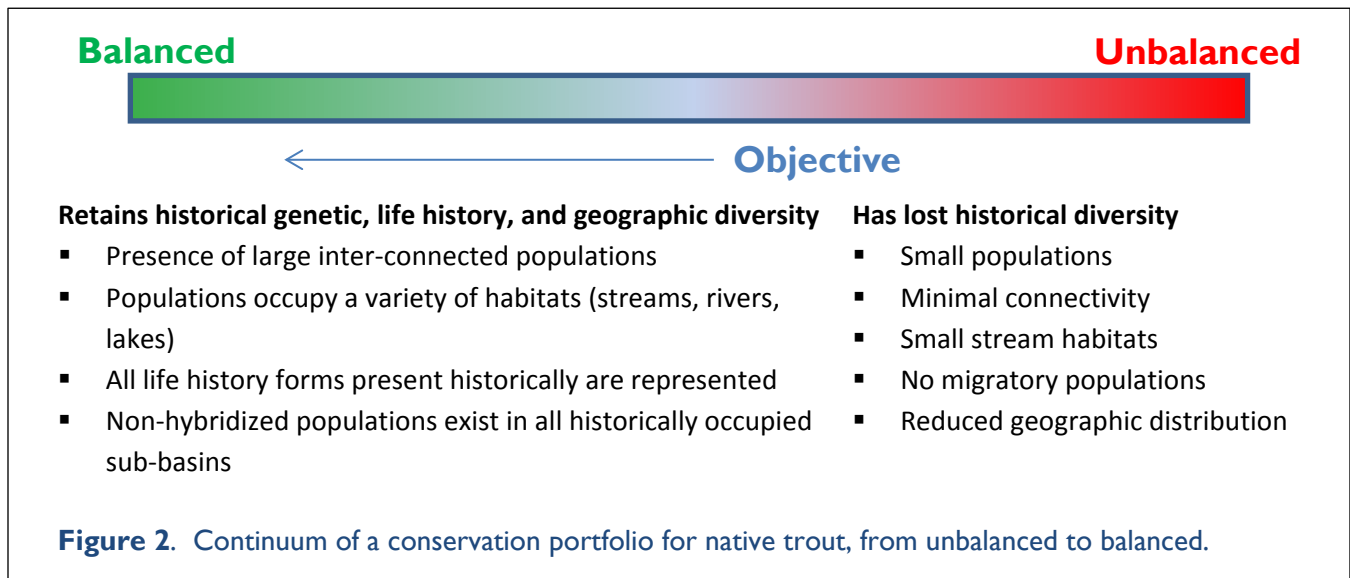 Balanced
Unbalanced
Objective
Retains historical genetic, life history, and geographic diversity
▪ Presence of large inter-connected populations
▪ Populations occupy a variety of habitats (streams, rivers,
lakes)
▪ All life history forms present historically are represented
▪ Non-hybridized populations exist in all historically occupied
sub-basins
Has lost historical diversity
▪ Small populations
▪ Minimal connectivity
▪ Small stream habitats
▪ No migratory populations
▪ Reduced geographic distribution
Figure 2. Continuum of a conservation portfolio for native trout, from unbalanced to balanced.